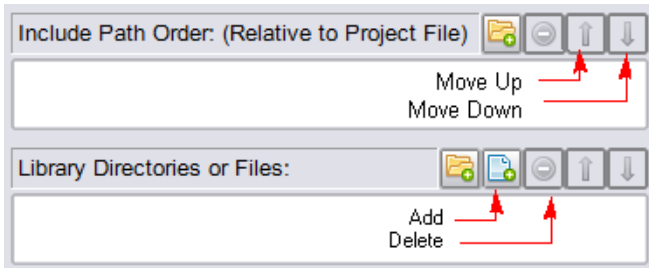 Include Path Order: (Relative to Project File)
Move Up
Move Down
Library Directories or Files:
Add
Delete